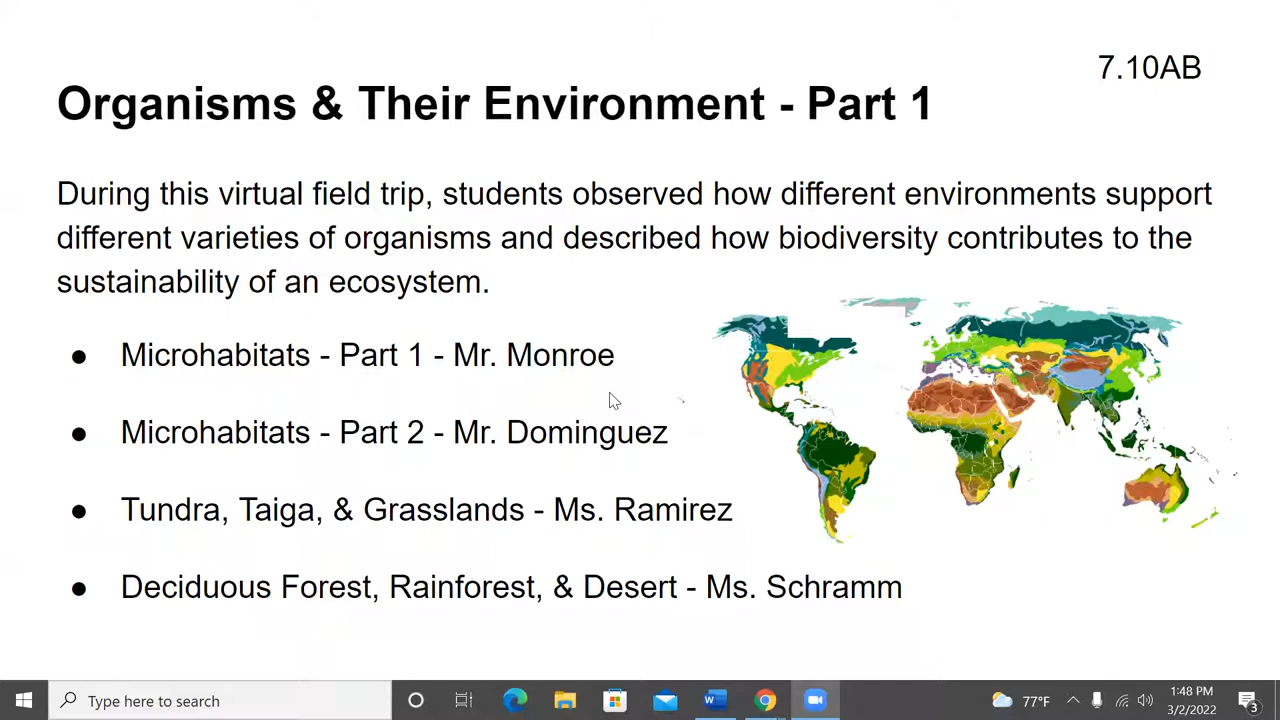 7.10AB
Organisms & Their Environment - Part 1
During this virtual field trip, students observed how different environments support
different varieties of organisms and described how biodiversity contributes to the
sustainability of an ecosystem.
● Microhabitats - Part 1 - Mr. Monroe
● Microhabitats - Part 2 - Mr. Dominguez
● Tundra, Taiga, & Grasslands - Ms. Ramirez
● Deciduous Forest, Rainforest, & Desert - Ms. Schramm
Type here to search
77°F
1:48 PM
3/2/2022
3